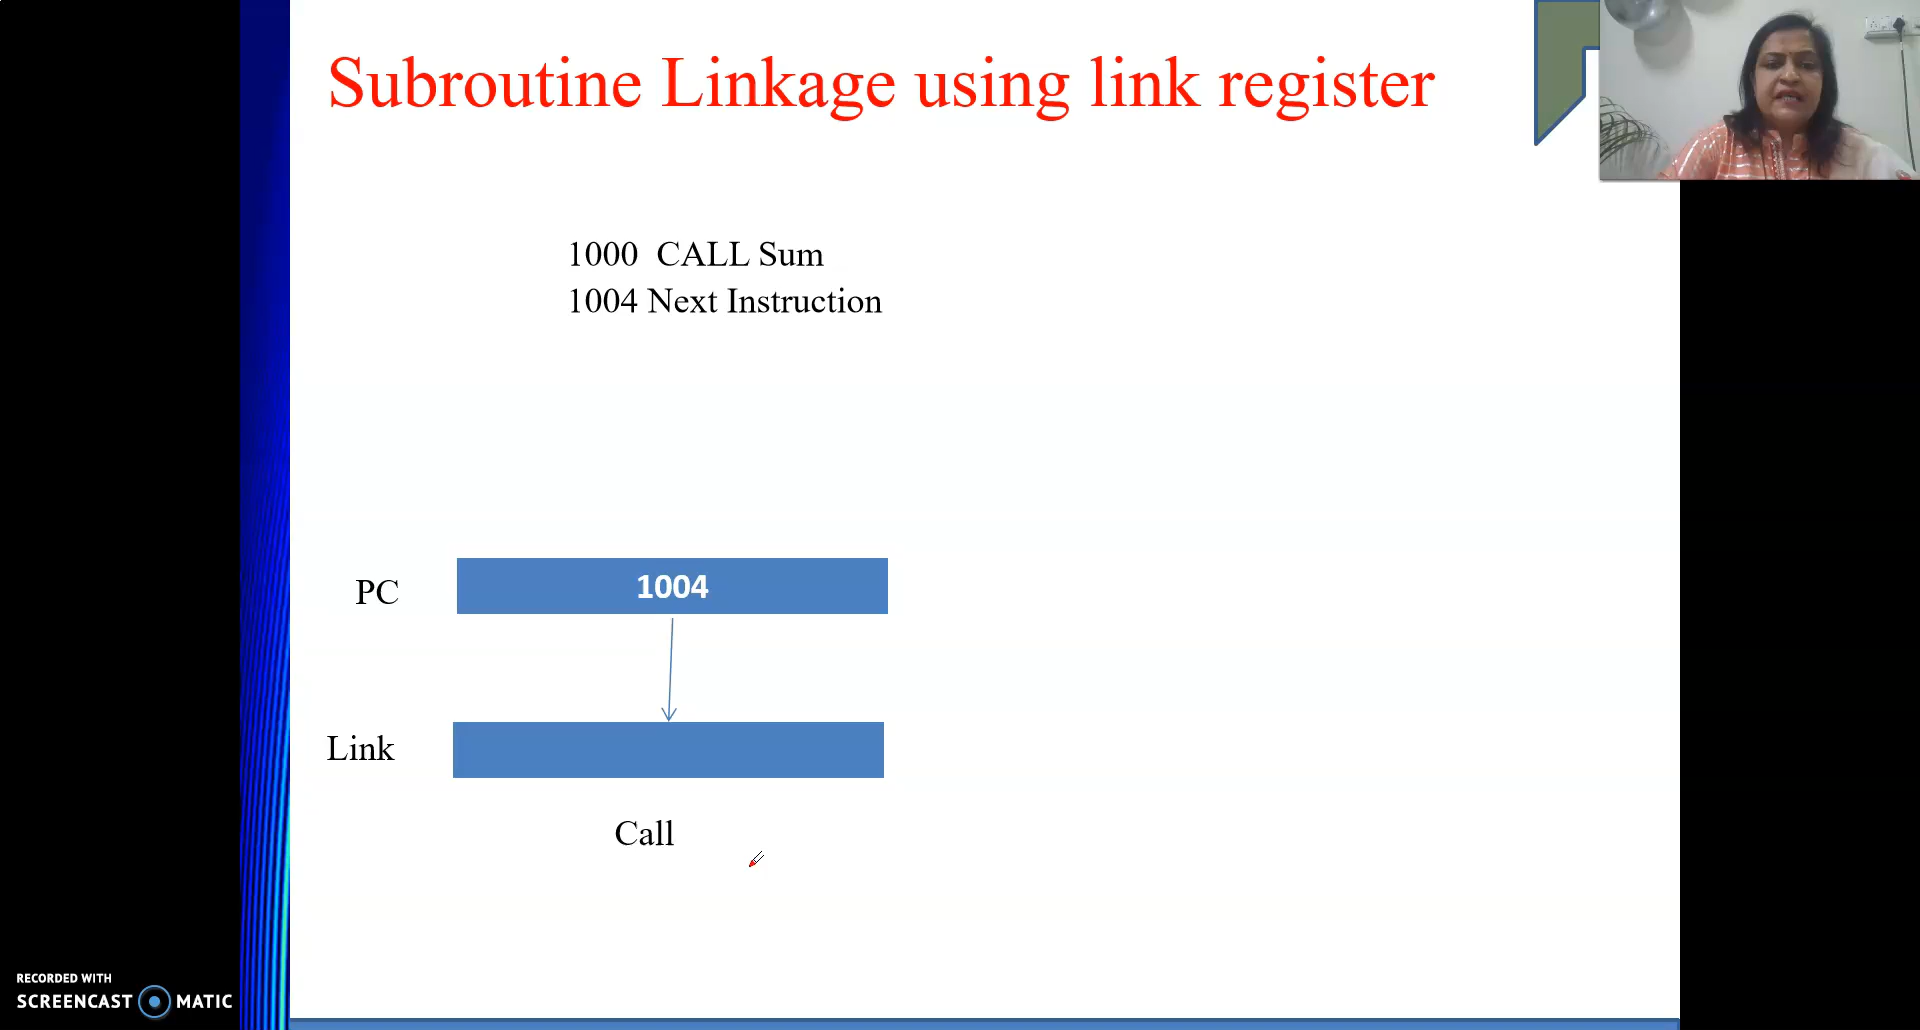 Subroutine Linkage using link register
1000 CALL Sum
1004 Next Instruction
PC
1004
Link
Call
RECORDED WITH
SCREENCAST MATIC